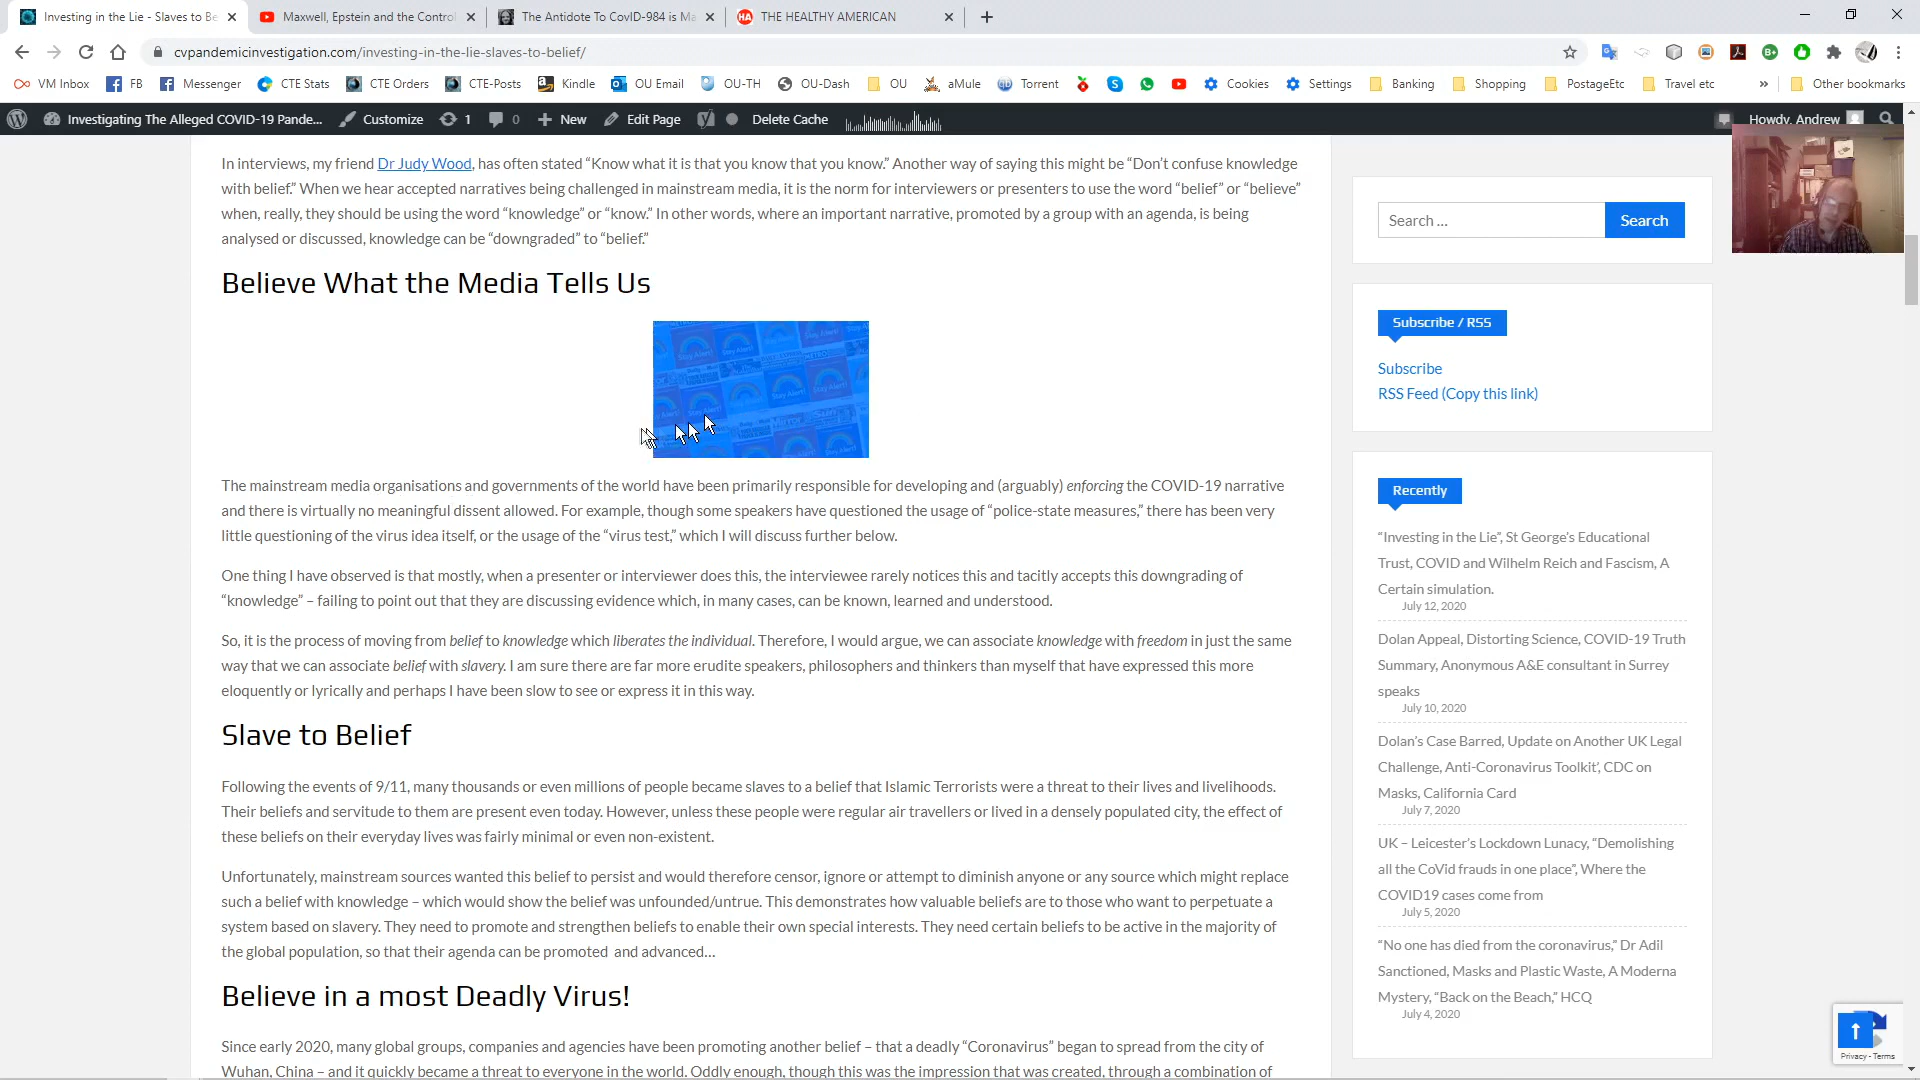 Investing in the Lie - Slaves to Be
Maxwell, Epstein and the Control
The Antidote To CovID-984 is Ma
THE HEALTHY AMERICAN
cvpandemicinvestigation.com/investing-in-the-lie-slaves-to-belief/
VM Inbox FB Messenger CTE Stats CTE Orders CTE-Posts Kindle OU Email OU-TH OU-Dash OU aMule Torrent Cookies Settings Banking Shopping PostageEtc Travel etc » Other bookmarks
Investigating The Alleged COVID-19 Pande... Customize 1 0 New Edit Page Delete Cache Howdy, Andrew
In interviews, my friend Dr Judy Wood, has often stated “Know what it is that you know that you know.” Another way of saying this might be “Don’t confuse knowledge
with belief.” When we hear accepted narratives being challenged in mainstream media, it is the norm for interviewers or presenters to use the word “belief” or “believe”
when, really, they should be using the word “knowledge” or “know.” In other words, where an important narrative, promoted by a group with an agenda, is being
analysed or discussed, knowledge can be “downgraded” to “belief.”
Believe What the Media Tells Us
Stay Alert!
The mainstream media organisations and governments of the world have been primarily responsible for developing and (arguably) enforcing the COVID-19 narrative
and there is virtually no meaningful dissent allowed. For example, though some speakers have questioned the usage of “police-state measures,” there has been very
little questioning of the virus idea itself, or the usage of the “virus test,” which I will discuss further below.
One thing I have observed is that mostly, when a presenter or interviewer does this, the interviewee rarely notices this and tacitly accepts this downgrading of
“knowledge” – failing to point out that they are discussing evidence which, in many cases, can be known, learned and understood.
So, it is the process of moving from belief to knowledge which liberates the individual. Therefore, I would argue, we can associate knowledge with freedom in just the same
way that we can associate belief with slavery. I am sure there are far more erudite speakers, philosophers and thinkers than myself that have expressed this more
eloquently or lyrically and perhaps I have been slow to see or express it in this way.
Slave to Belief
Following the events of 9/11, many thousands or even millions of people became slaves to a belief that Islamic Terrorists were a threat to their lives and livelihoods.
Their beliefs and servitude to them are present even today. However, unless these people were regular air travellers or lived in a densely populated city, the effect of
these beliefs on their everyday lives was fairly minimal or even non-existent.
Unfortunately, mainstream sources wanted this belief to persist and would therefore censor, ignore or attempt to diminish anyone or any source which might replace
such a belief with knowledge – which would show the belief was unfounded/untrue. This demonstrates how valuable beliefs are to those who want to perpetuate a
system based on slavery. They need to promote and strengthen beliefs to enable their own special interests. They need certain beliefs to be active in the majority of
the global population, so that their agenda can be promoted and advanced...
Believe in a most Deadly Virus!
Since early 2020, many global groups, companies and agencies have been promoting another belief – that a deadly “Coronavirus” began to spread from the city of
Wuhan, China – and it quickly became a threat to everyone in the world. Oddly enough, though this was the impression that was created, through a combination of
Search ... Search
Subscribe / RSS
Subscribe
RSS Feed (Copy this link)
Recently
“Investing in the Lie”, St George’s Educational
Trust, COVID and Wilhelm Reich and Fascism, A
Certain simulation.
July 12, 2020
Dolan Appeal, Distorting Science, COVID-19 Truth
Summary, Anonymous A&E consultant in Surrey
speaks
July 10, 2020
Dolan’s Case Barred, Update on Another UK Legal
Challenge, Anti-Coronavirus Toolkit’, CDC on
Masks, California Card
July 7, 2020
UK – Leicester’s Lockdown Lunacy, “Demolishing
all the CoVid frauds in one place”, Where the
COVID19 cases come from
July 5, 2020
“No one has died from the coronavirus,” Dr Adil
Sanctioned, Masks and Plastic Waste, A Moderna
Mystery, “Back on the Beach,” HCQ
July 4, 2020
Privacy - Terms